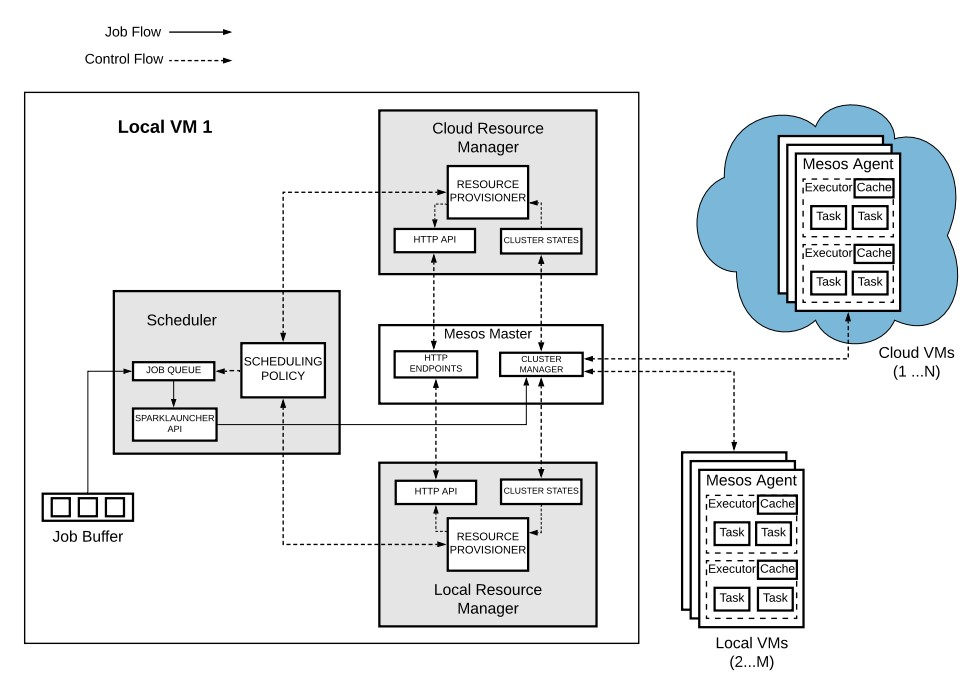 Job Flow
Control Flow
Local VM 1
Cloud Resource
Manager
RESOURCE
PROVISIONER
HTTP API
CLUSTER STATES
Scheduler
JOB QUEUE
SCHEDULING
POLICY
SPARKLAUNCHER
API
Mesos Master
HTTP
ENDPOINTS
CLUSTER
MANAGER
HTTP API
CLUSTER STATES
RESOURCE
PROVISIONER
Local Resource
Manager
Job Buffer
Mesos Agent
Executor
Cache
Task
Task
Executor
Cache
Task
Task
Cloud VMs
(1 ...N)
Mesos Agent
Executor
Cache
Task
Task
Executor
Cache
Task
Task
Local VMs
(2...M)